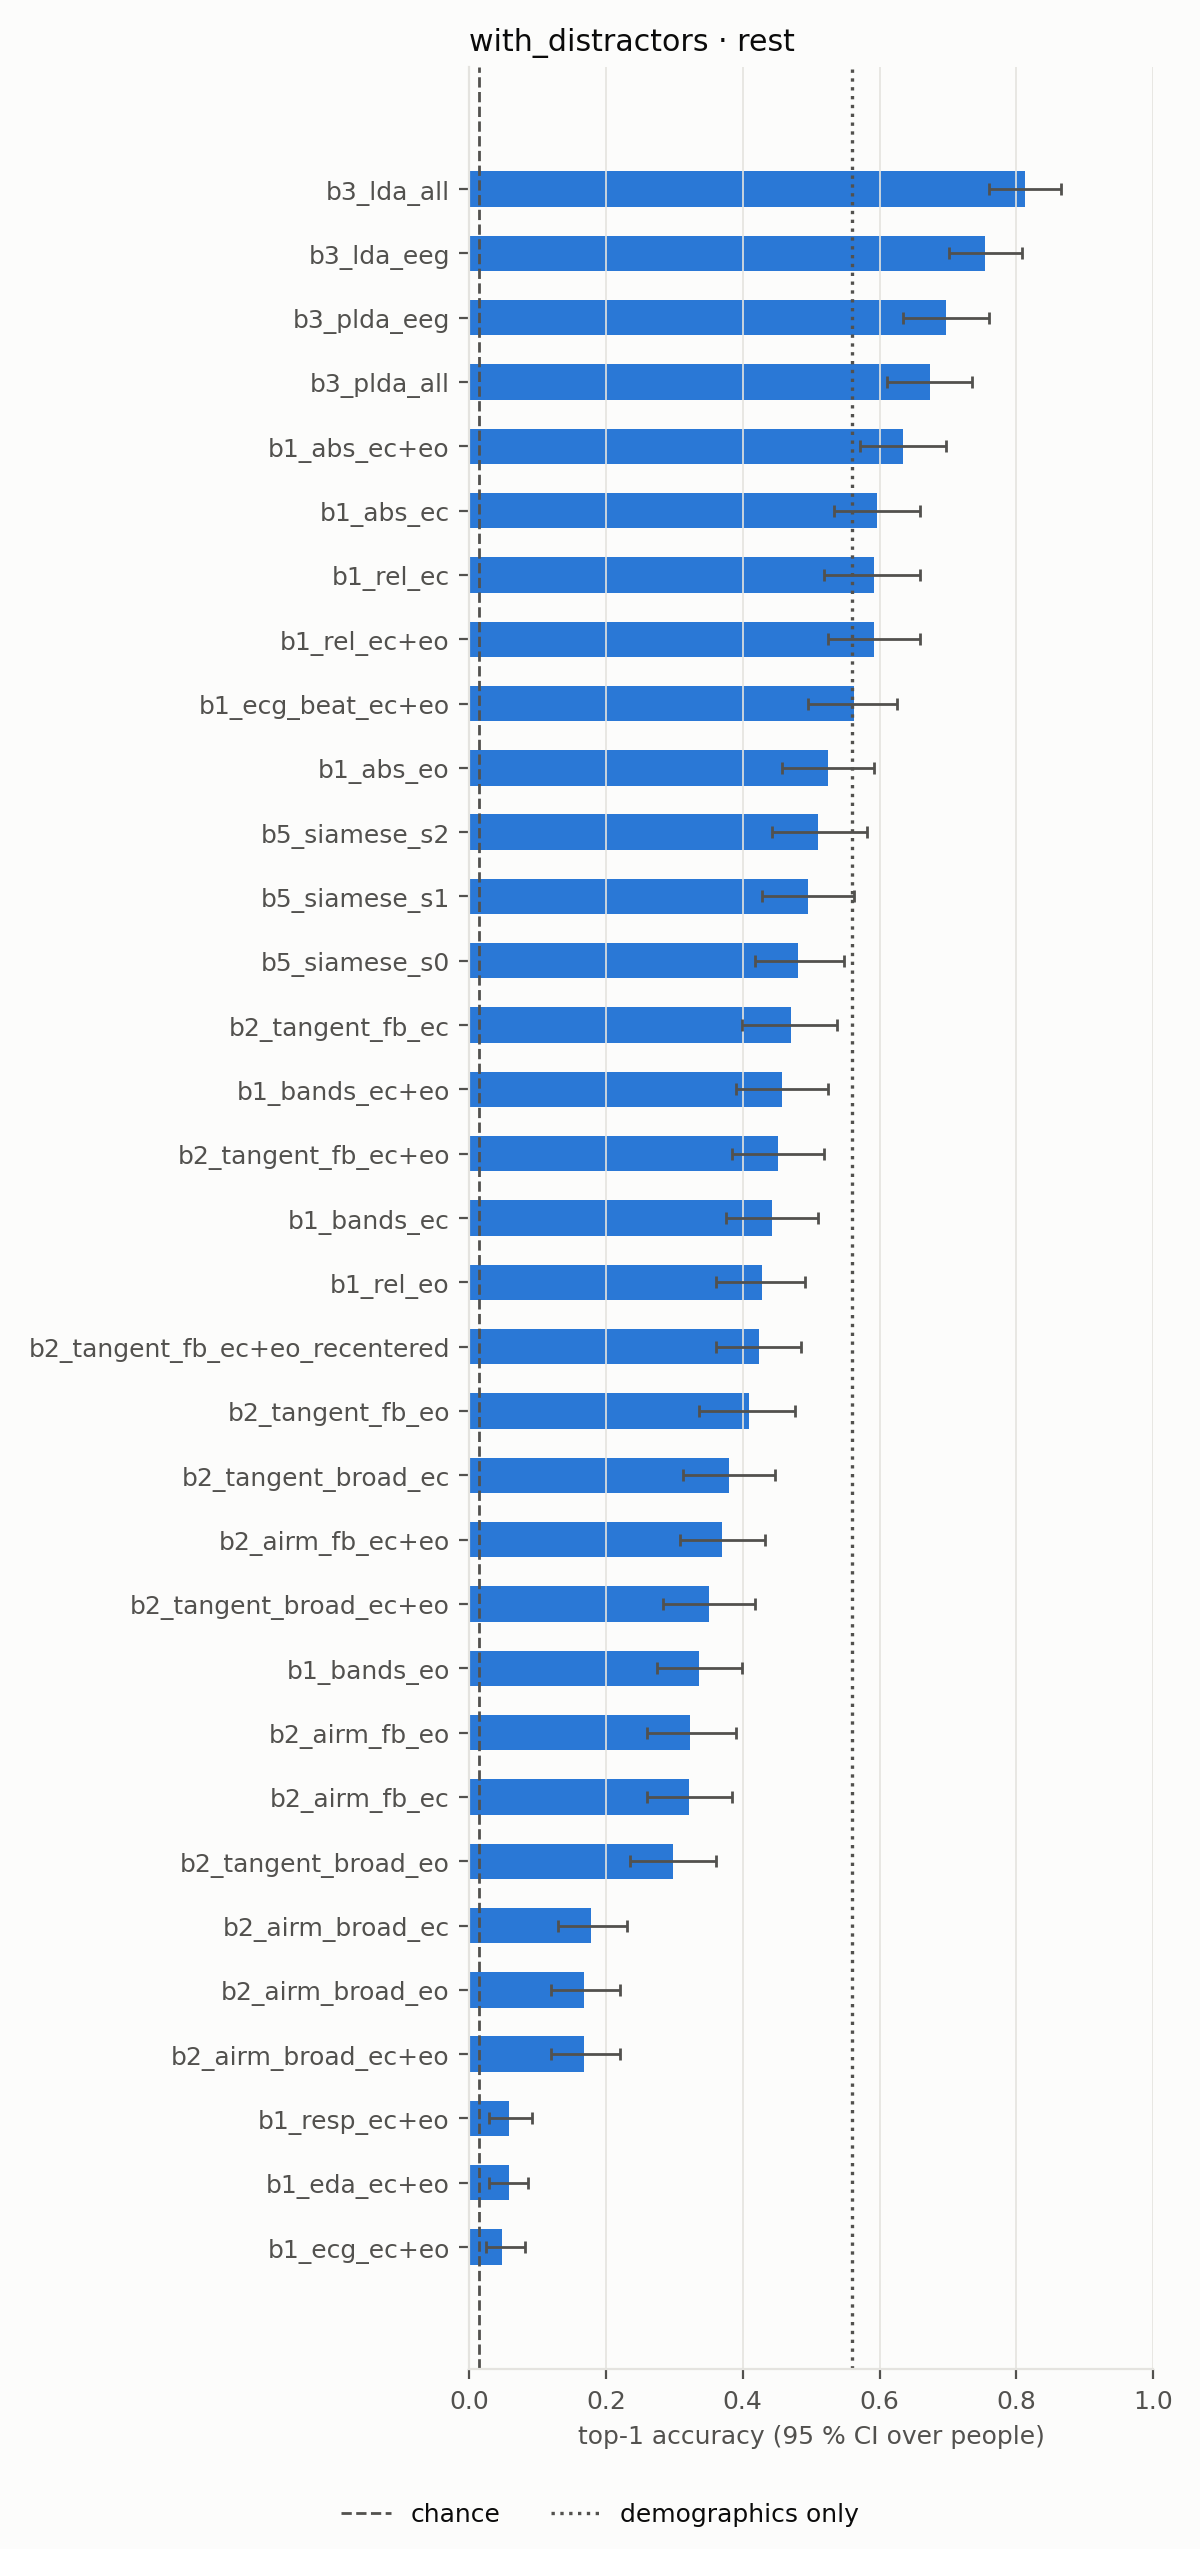 with_distractors · rest
b3_lda_all
b3_lda_eeg
b3_plda_eeg
b3_plda_all
b1_abs_ec+eo
b1_abs_ec
b1_rel_ec
b1_rel_ec+eo
b1_ecg_beat_ec+eo
b1_abs_eo
b5_siamese_s2
b5_siamese_s1
b5_siamese_s0
b2_tangent_fb_ec
b1_bands_ec+eo
b2_tangent_fb_ec+eo
b1_bands_ec
b1_rel_eo
b2_tangent_fb_ec+eo_recentered
b2_tangent_fb_eo
b2_tangent_broad_ec
b2_airm_fb_ec+eo
b2_tangent_broad_ec+eo
b1_bands_eo
b2_airm_fb_eo
b2_airm_fb_ec
b2_tangent_broad_eo
b2_airm_broad_ec
b2_airm_broad_eo
b2_airm_broad_ec+eo
b1_resp_ec+eo
b1_eda_ec+eo
b1_ecg_ec+eo
0.0 0.2 0.4 0.6 0.8 1.0
top-1 accuracy (95 % CI over people)
chance demographics only